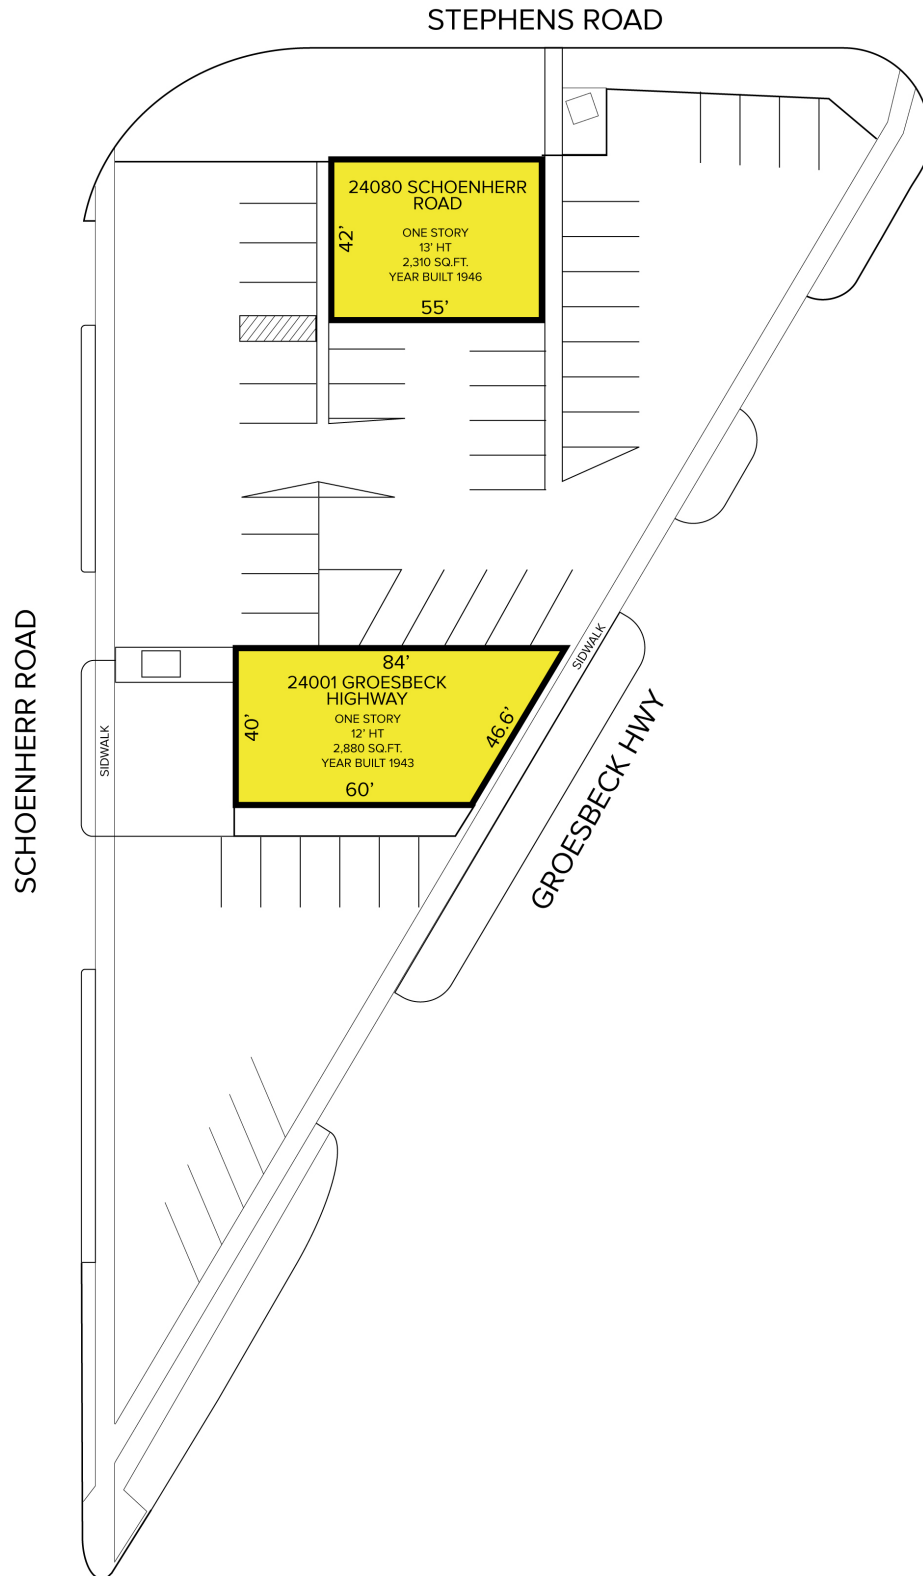 STEPHENS ROAD
24080 SCHOENHERR
ROAD
42’
ONE STORY
13’ HT
2,310 SQ.FT.
YEAR BUILT 1946
55’
SCHOENHERR ROAD
SIDWALK
84’
24001 GROESBECK
HIGHWAY
40’
ONE STORY
12’ HT
2,880 SQ.FT.
YEAR BUILT 1943
46.6’
60’
SIDWALK
GROESBECK HWY